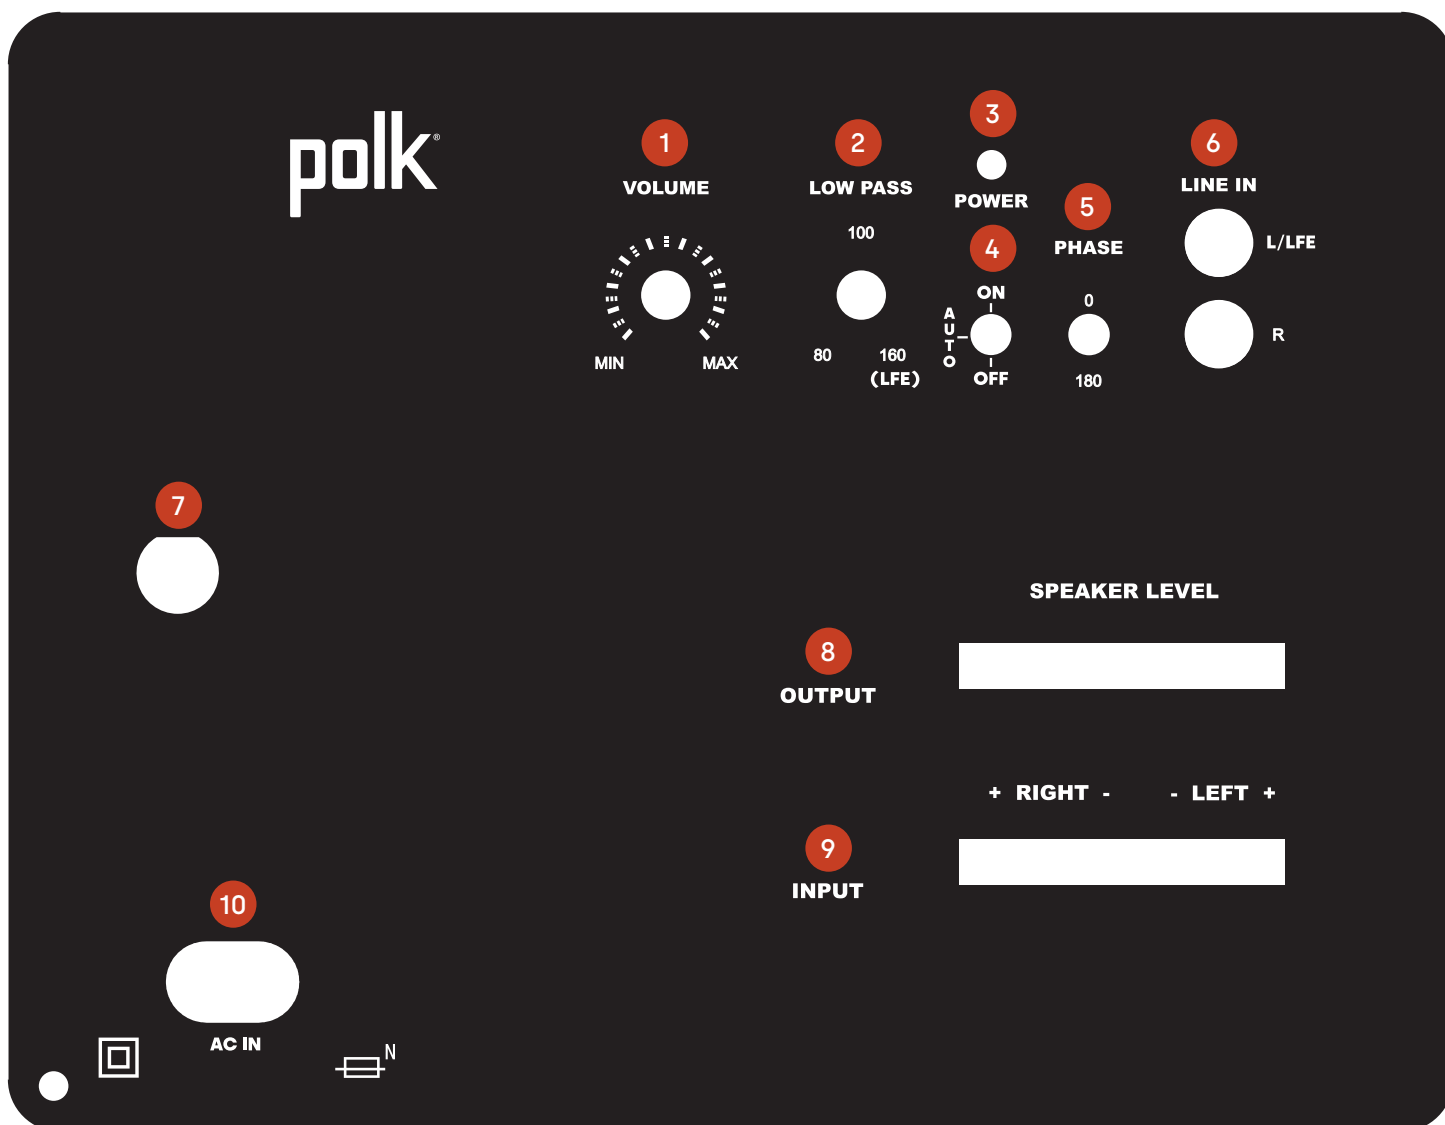 polk®
1
VOLUME
MIN MAX
2
LOW PASS
100
80 160
(LFE)
3
POWER
4
ON
AUTO
OFF
5
PHASE
0
180
6
LINE IN
L/LFE
R
7
SPEAKER LEVEL
8
OUTPUT
+ RIGHT - - LEFT +
9
INPUT
10
AC IN
N